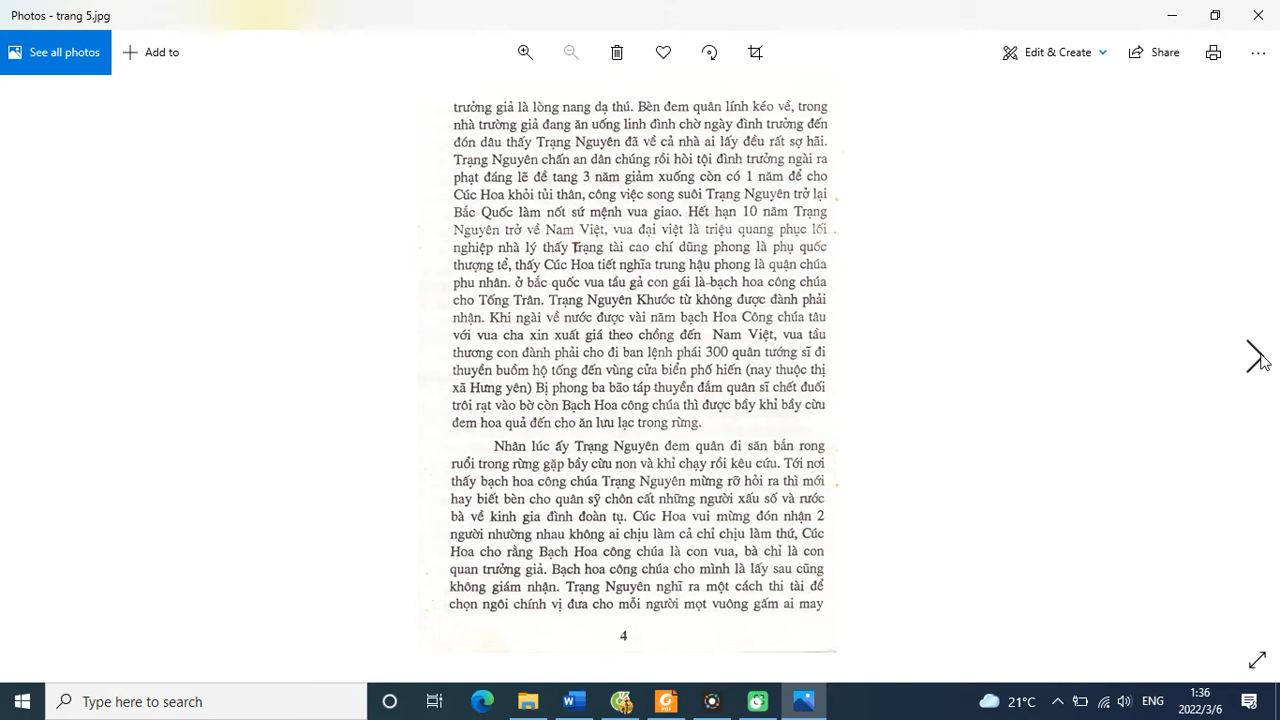 Photos - trang 5.jpg
See all photos
Add to
Edit & Create
Share
trưởng giả là lòng nang dạ thú. Bèn đem quân lính kéo về, trong
nhà trường giả đang ăn uống linh đình chờ ngày đình trưởng đến
đón dâu thấy Trạng Nguyên đã về cả nhà ai lấy đều rất sợ hãi.
Trạng Nguyên chấn an dân chúng rồi hòi tội đình trưởng ngài ra
phạt đáng lẽ đề tang 3 năm giảm xuống còn có 1 năm để cho
Cúc Hoa khỏi tủi thân, công việc song suôi Trạng Nguyên trở lại
Bắc Quốc làm nốt sứ mệnh vua giao. Hết hạn 10 năm Trạng
Nguyên trở về Nam Việt, vua đại việt là triệu quang phục lối
nghiệp nhà lý thấy Trạng tài cao chí dũng phong là phụ quốc
thượng tể, thấy Cúc Hoa tiết nghĩa trung hậu phong là quận chúa
phu nhân. ở bắc quốc vua tầu gả con gái là bạch hoa công chúa
cho Tống Trân. Trạng Nguyên Khước từ không được đành phải
nhận. Khi ngài về nước được vài năm bạch Hoa Công chúa tâu
với vua cha xin xuất giá theo chồng đến Nam Việt, vua tầu
thương con đành phải cho đi ban lệnh phái 300 quân tướng sĩ đi
thuyền buồm hộ tống đến vùng cửa biển phố hiến (nay thuộc thị
xã Hưng yên) Bị phong ba bão táp thuyền đắm quân sĩ chết đuối
trôi rạt vào bờ còn Bạch Hoa công chúa thì được bầy khỉ bầy cừu
đem hoa quả đến cho ăn lưu lạc trong rừng.
Nhân lúc ấy Trạng Nguyên đem quân đi săn bắn rong
ruổi trong rừng gặp bầy cừu non và khỉ chạy rồi kêu cứu. Tới nơi
thấy bạch hoa công chúa Trạng Nguyên mừng rỡ hỏi ra thì mới
hay biết bèn cho quân sỹ chôn cất những người xấu số và rước
bà về kinh gia đình đoàn tụ. Cúc Hoa vui mừng đón nhận 2
người nhường nhau không ai chịu làm cả chỉ chịu làm thứ, Cúc
Hoa cho rằng Bạch Hoa công chúa là con vua, bà chỉ là con
quan trưởng giả. Bạch hoa công chúa cho mình là lấy sau cũng
không giám nhận. Trạng Nguyên nghĩ ra một cách thi tài để
chọn ngôi chính vị đưa cho mỗi người mọt vuông gấm ai may
4
Type here to search
21°C
ENG
1:36
2022/3/6